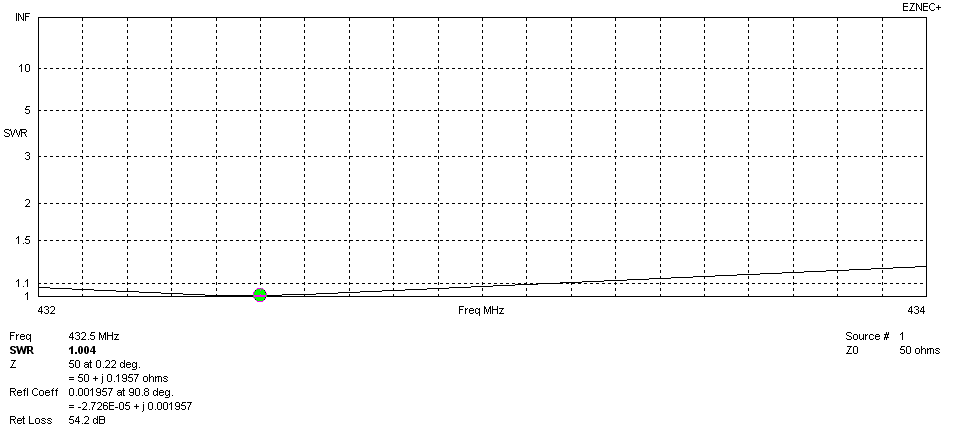 EZNEC+
INF
10
5
SWR
3
2
1.5
1.1
1
432 Freq MHz 434
Freq 432.5 MHz Source # 1
SWR 1.004 Z0 50 ohms
Z 50 at 0.22 deg.
= 50 + j 0.1957 ohms
Refl Coeff 0.001957 at 90.8 deg.
= -2.726E-05 + j 0.001957
Ret Loss 54.2 dB